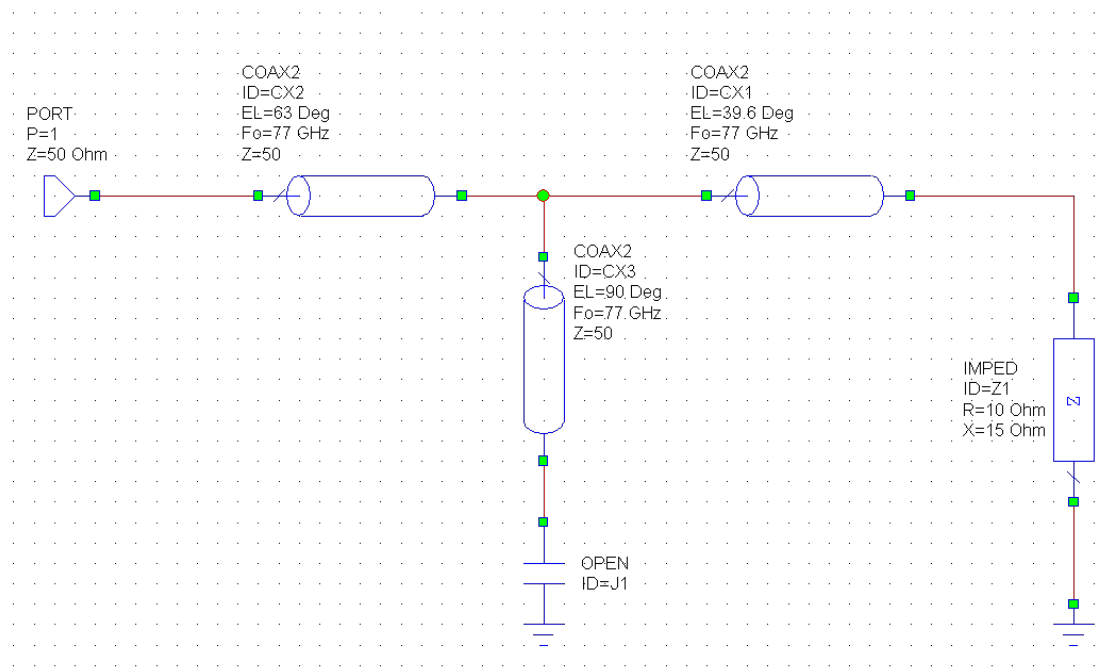 PORT
P=1
Z=50 Ohm
COAX2
ID=CX2
EL=63 Deg
Fo=77 GHz
Z=50
COAX2
ID=CX1
EL=39.6 Deg
Fo=77 GHz
Z=50
COAX2
ID=CX3
EL=90 Deg
Fo=77 GHz
Z=50
IMPED
ID=Z1
R=10 Ohm
X=15 Ohm
Z
OPEN
ID=J1